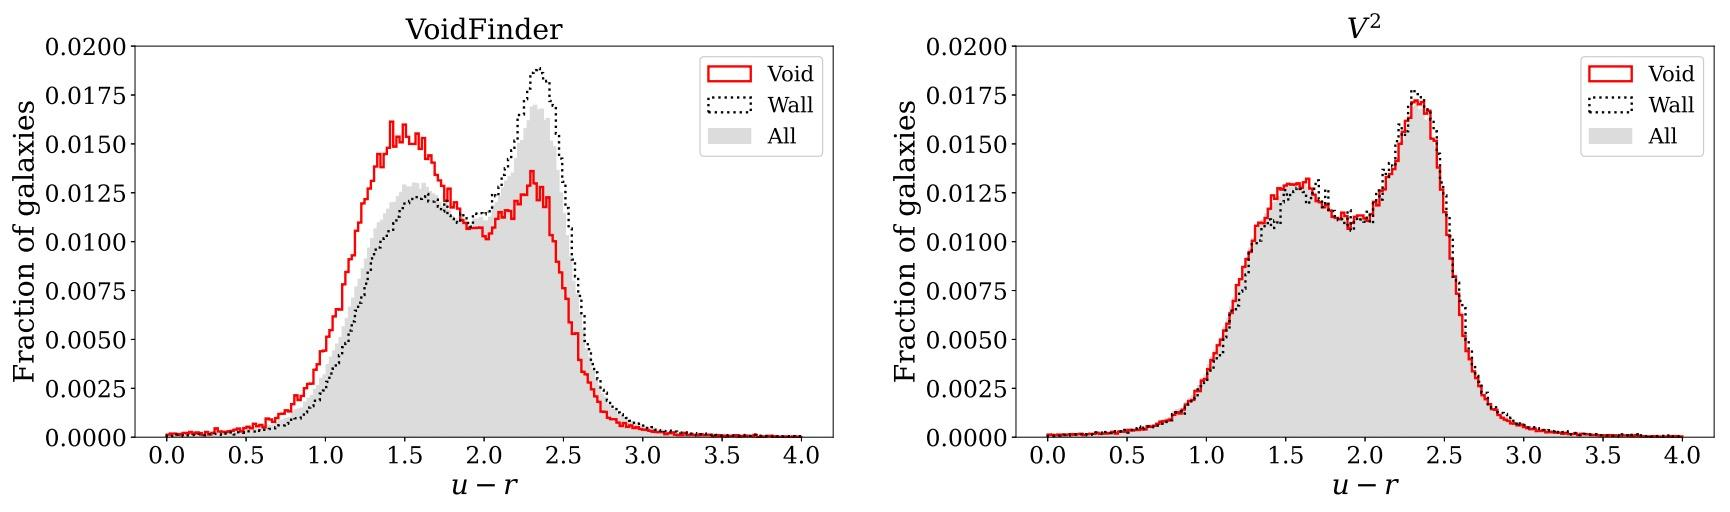 VoidFinder
0.0200
0.0175
0.0150
0.0125
0.0100
0.0075
0.0050
0.0025
0.0000
Fraction of galaxies
Void
Wall
All
0.0 0.5 1.0 1.5 2.0 2.5 3.0 3.5 4.0
u − r
V²
0.0200
0.0175
0.0150
0.0125
0.0100
0.0075
0.0050
0.0025
0.0000
Fraction of galaxies
Void
Wall
All
0.0 0.5 1.0 1.5 2.0 2.5 3.0 3.5 4.0
u − r